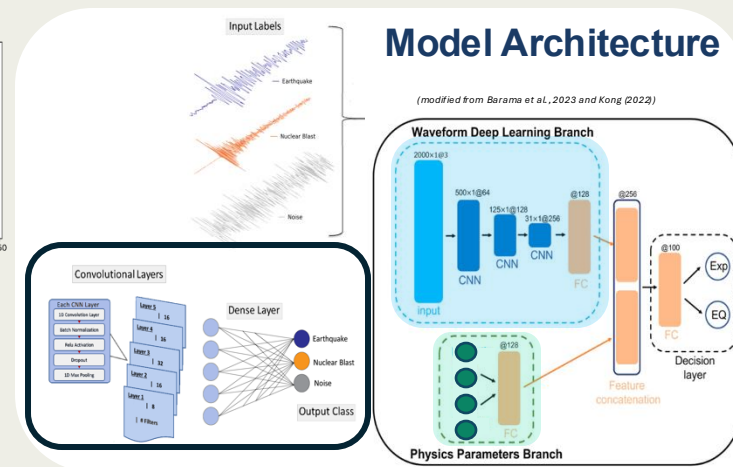 Model Architecture
(modified from Barama et al., 2023 and Kong (2022))
Input Labels
Earthquake
Nuclear Blast
Noise
50
Convolutional Layers
Each CNN Layer
1D Convolution Layer
Batch Normalization
Relu Activation
Dropout
1D Max Pooling
Layer 5
16
Layer 4
16
Layer 3
32
Layer 2
16
Layer 1
8
# Filters
Dense Layer
Earthquake
Nuclear Blast
Noise
Output Class
Waveform Deep Learning Branch
2000×1@3
500×1@64
125×1@128
31×1@256
@128
CNN
CNN
CNN
FC
input
@256
@100
FC
Exp
EQ
Decision
layer
Feature
concatenation
@128
FC
Physics Parameters Branch